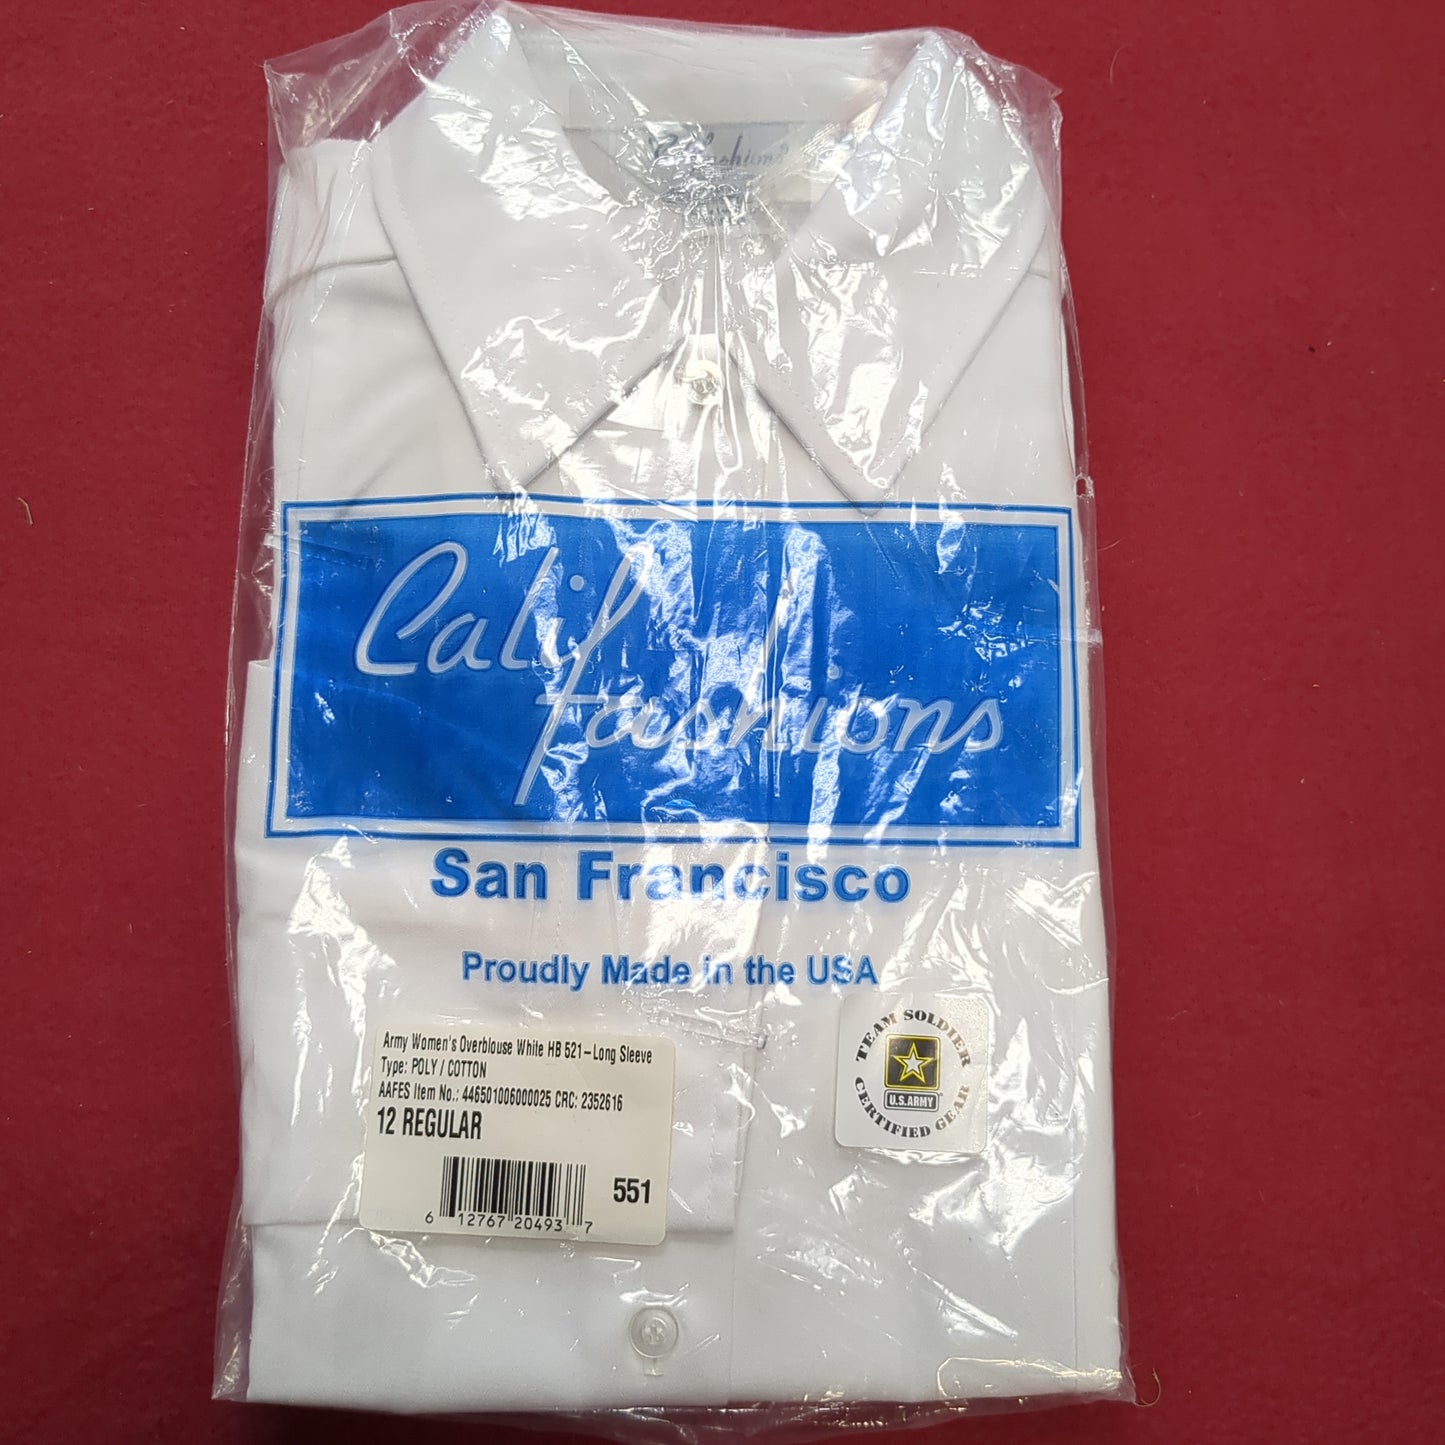 Calif
Fashions
San Francisco
Proudly Made in the USA
Army Women's Overblouse White HB 521-Long Sleeve
Type: POLY / COTTON
AAFES Item No.: 446501006000025 CRC: 2352616
12 REGULAR
551
6 12767 20493 7
TEAM SOLDIER
U.S.ARMY
CERTIFIED GEAR